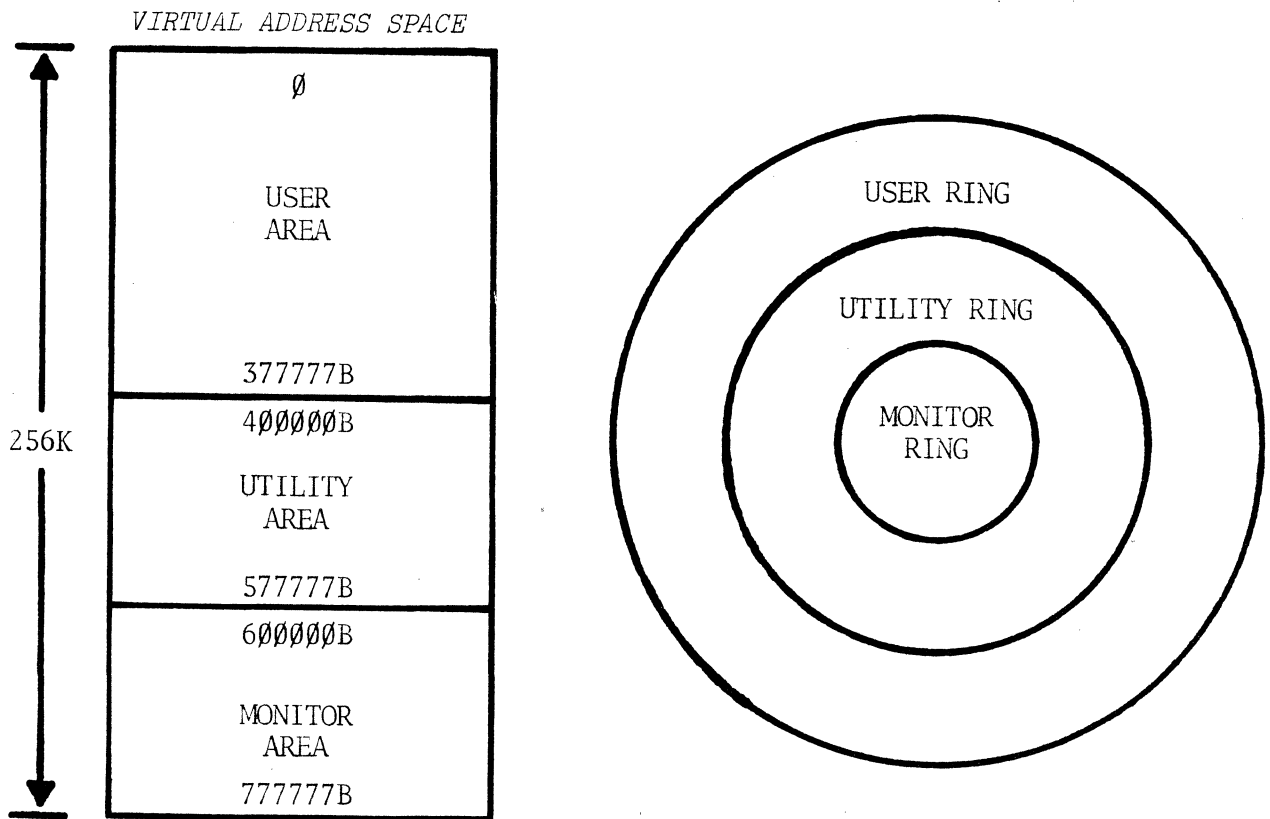 VIRTUAL ADDRESS SPACE
Ø
USER
AREA
377777B
4ØØØØØB
256K
UTILITY
AREA
577777B
6ØØØØØB
MONITOR
AREA
777777B
USER RING
UTILITY RING
MONITOR
RING